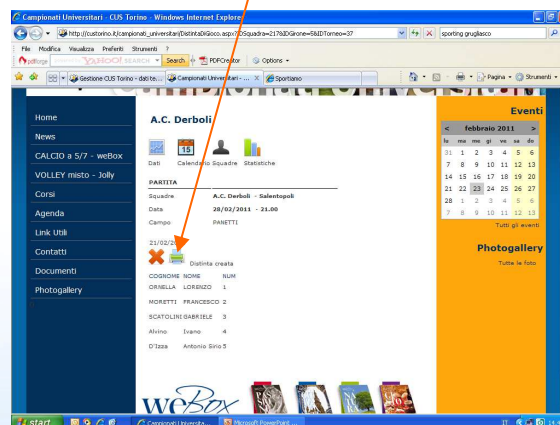 Campionati Universitari - CUS Torino - Windows Internet Explorer
http://custorino.it/campionati_universitari/DistintaDiGioco.aspx?IDSquadra=217&IDGirone=58&IDTorneo=37
sporting grugliasco
File Modifica Visualizza Preferiti Strumenti ?
pdfforge YAHOO! SEARCH Search PDFCreator Options
Gestione CUS Torino - dati te... Campionati Universitari - ... X Sportiamo Pagina Strumenti
Home
News
CALCIO a 5/7 - weBox
VOLLEY misto - Jolly
Corsi
Agenda
Link Utili
Contatti
Documenti
Photogallery
A.C. Derboli
15
Dati Calendario Squadre Statistiche
PARTITA
Squadre A.C. Derboli - Salentopoli
Data 28/02/2011 - 21.00
Campo PANETTI
21/02/20
Distinta creata
COGNOME NOME NUM
ORNELLA LORENZO 1
MORETTI FRANCESCO 2
SCATOLINI GABRIELE 3
Alvino Ivano 4
D'Izza Antonio Sirio 5
weBox
Eventi
< febbraio 2011 >
lu ma me gi ve sa do
31 1 2 3 4 5 6
7 8 9 10 11 12 13
14 15 16 17 18 19 20
21 22 23 24 25 26 27
28 1 2 3 4 5 6
7 8 9 10 11 12 13
Tutti gli eventi
Photogallery
Tutte le foto
start Campionati Universita... Microsoft PowerPoint ... IT